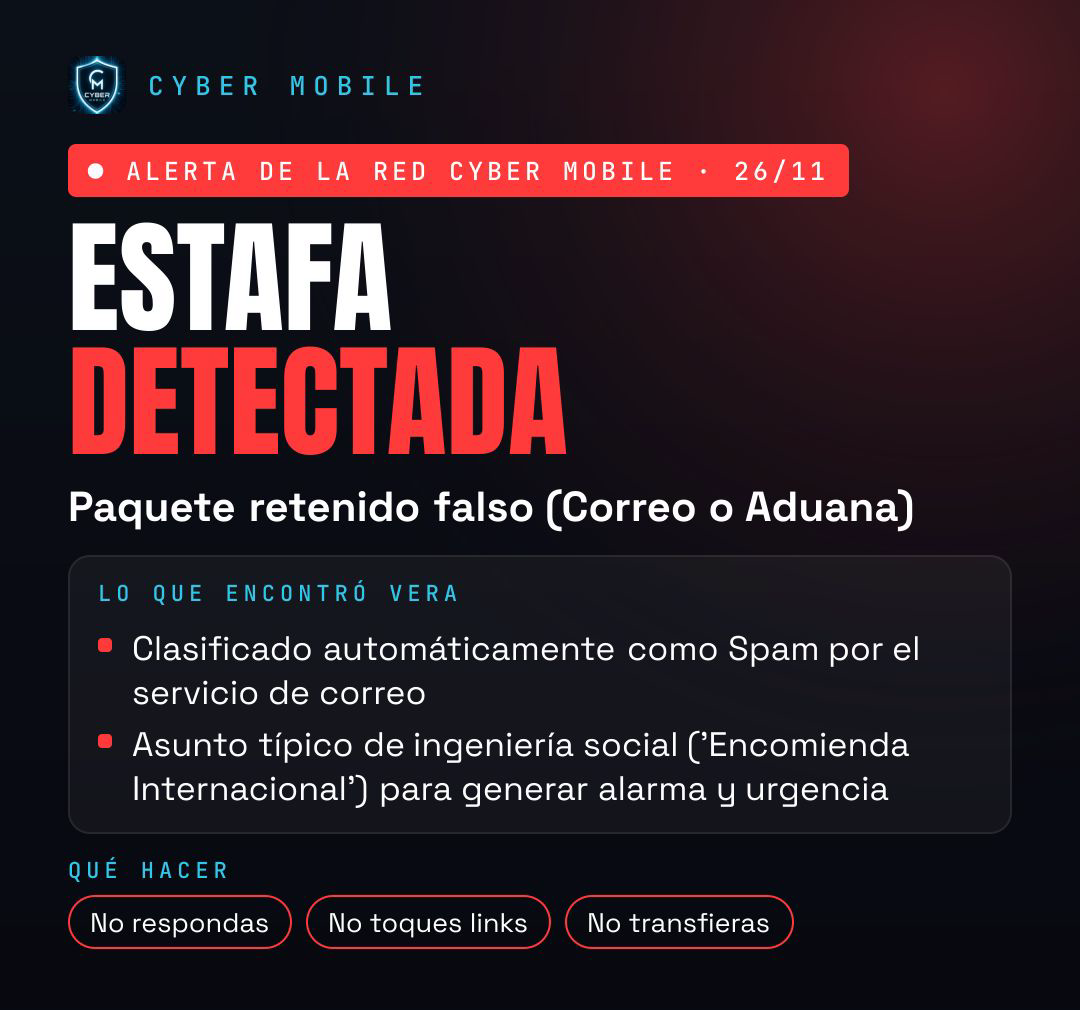 CM
CYBER
CYBER MOBILE
ALERTA DE LA RED CYBER MOBILE · 26/11
ESTAFA
DETECTADA
Paquete retenido falso (Correo o Aduana)
LO QUE ENCONTRÓ VERA
Clasificado automáticamente como Spam por el
servicio de correo
Asunto típico de ingeniería social ('Encomienda
Internacional') para generar alarma y urgencia
QUÉ HACER
No respondas
No toques links
No transfieras